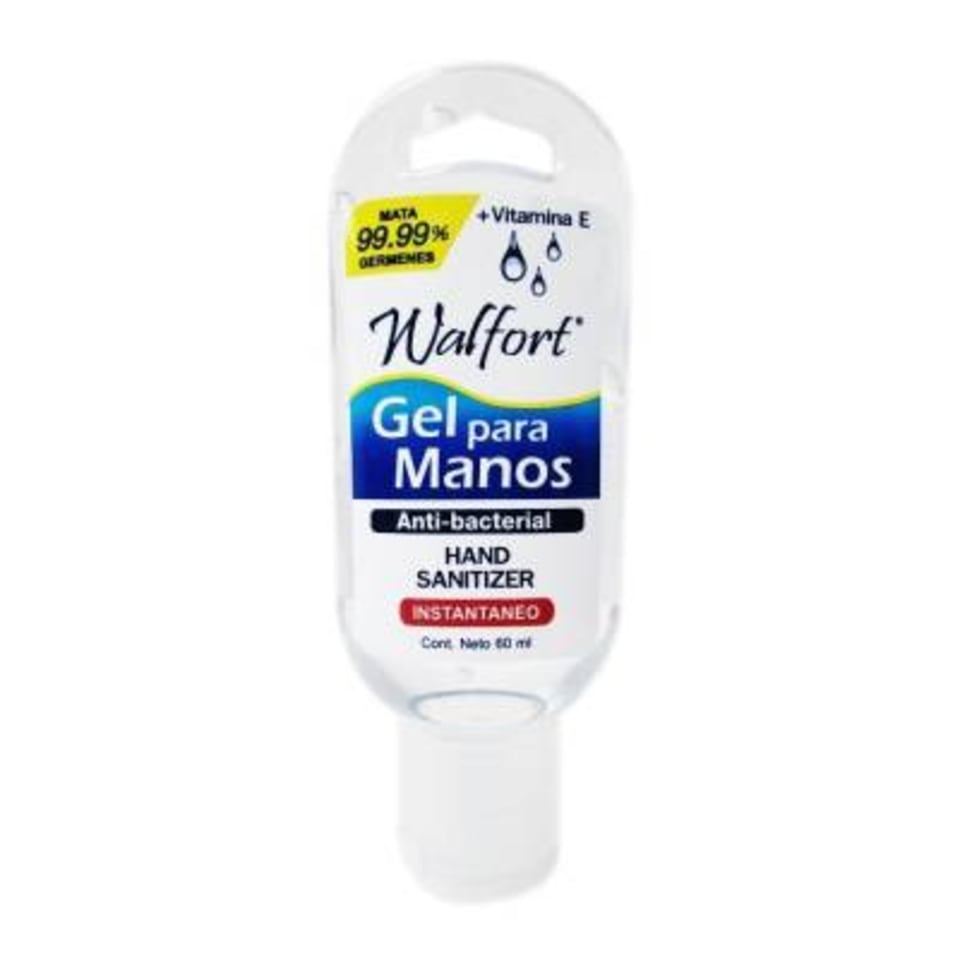 MATA
99.99%
GERMENES
+Vitamina E
Walfort®
Gel para
Manos
Anti-bacterial
HAND
SANITIZER
INSTANTANEO
Cont. Neto 60 ml